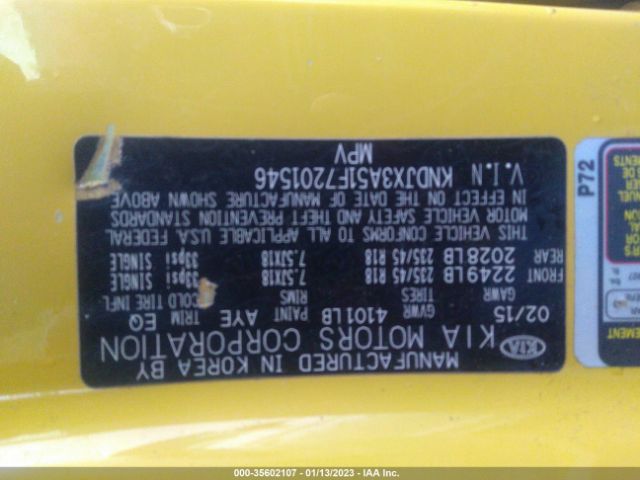 MANUFACTURED IN KOREA BY
KIA KIA MOTORS CORPORATION
02/15 GVWR 4101LB PAINT AYE TRIM EQ
GAWR TIRES RIMS COLD TIRE INFL
FRONT 2249LB 235/45 R18 7.5JX18 33psi SINGLE
REAR 2028LB 235/45 R18 7.5JX18 33psi SINGLE
THIS VEHICLE CONFORMS TO ALL APPLICABLE U.S.A. FEDERAL
MOTOR VEHICLE SAFETY AND THEFT PREVENTION STANDARDS
IN EFFECT ON THE DATE OF MANUFACTURE SHOWN ABOVE
V.I.N KNDJX3A51F7201546
MPV
P72
000-35602107 - 01/13/2023 - IAA Inc.